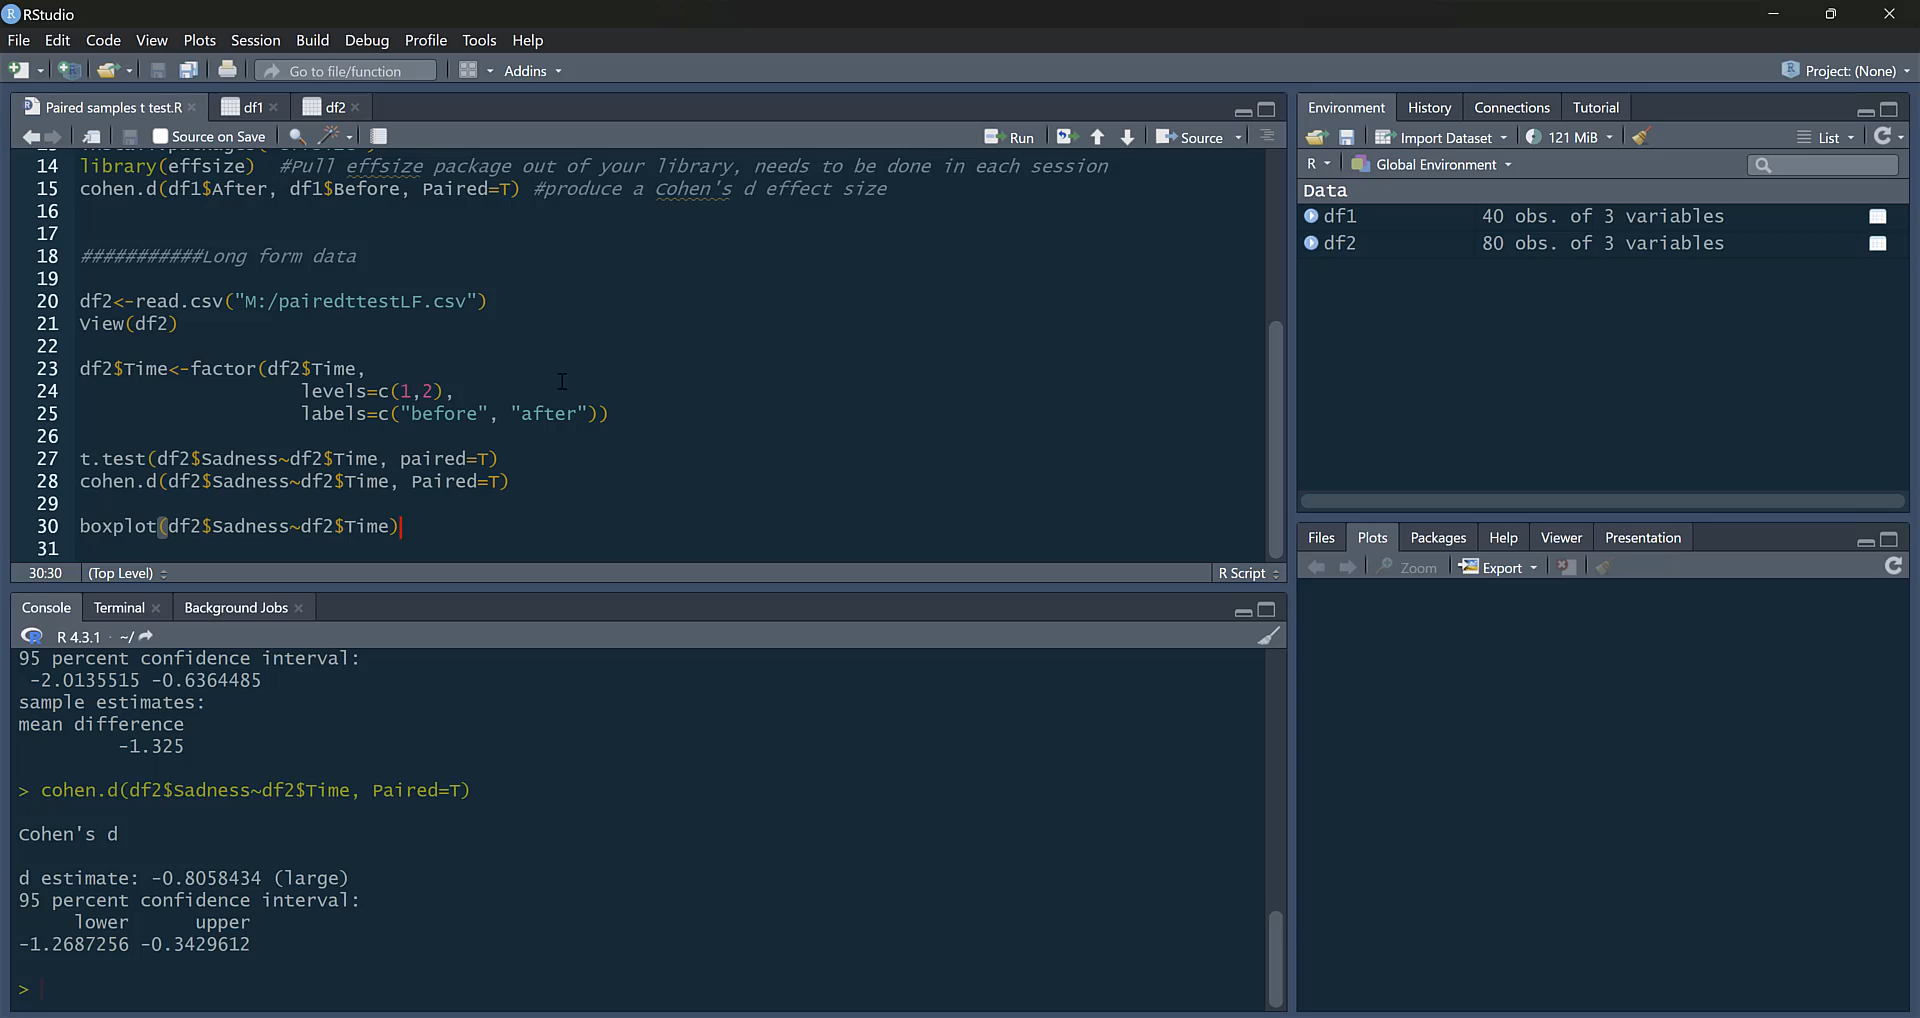 RStudio
File Edit Code View Plots Session Build Debug Profile Tools Help
Go to file/function Addins Project: (None)
Paired samples t test.R df1 df2
Source on Save Run Source
14 library(effsize) #Pull effsize package out of your library, needs to be done in each session
15 cohen.d(df1$After, df1$Before, Paired=T) #produce a Cohen's d effect size
16
17
18 ###########Long form data
19
20 df2<-read.csv("M:/pairedttestLF.csv")
21 View(df2)
22
23 df2$Time<-factor(df2$Time,
24 levels=c(1,2),
25 labels=c("before", "after"))
26
27 t.test(df2$Sadness~df2$Time, paired=T)
28 cohen.d(df2$Sadness~df2$Time, Paired=T)
29
30 boxplot(df2$Sadness~df2$Time)
31
30:30 (Top Level) R Script
Console Terminal Background Jobs
R 4.3.1 · ~/
95 percent confidence interval:
-2.0135515 -0.6364485
sample estimates:
mean difference
-1.325
> cohen.d(df2$Sadness~df2$Time, Paired=T)
Cohen's d
d estimate: -0.8058434 (large)
95 percent confidence interval:
lower upper
-1.2687256 -0.3429612
>
Environment History Connections Tutorial
Import Dataset 121 MiB List
R Global Environment
Data
df1 40 obs. of 3 variables
df2 80 obs. of 3 variables
Files Plots Packages Help Viewer Presentation
Zoom Export